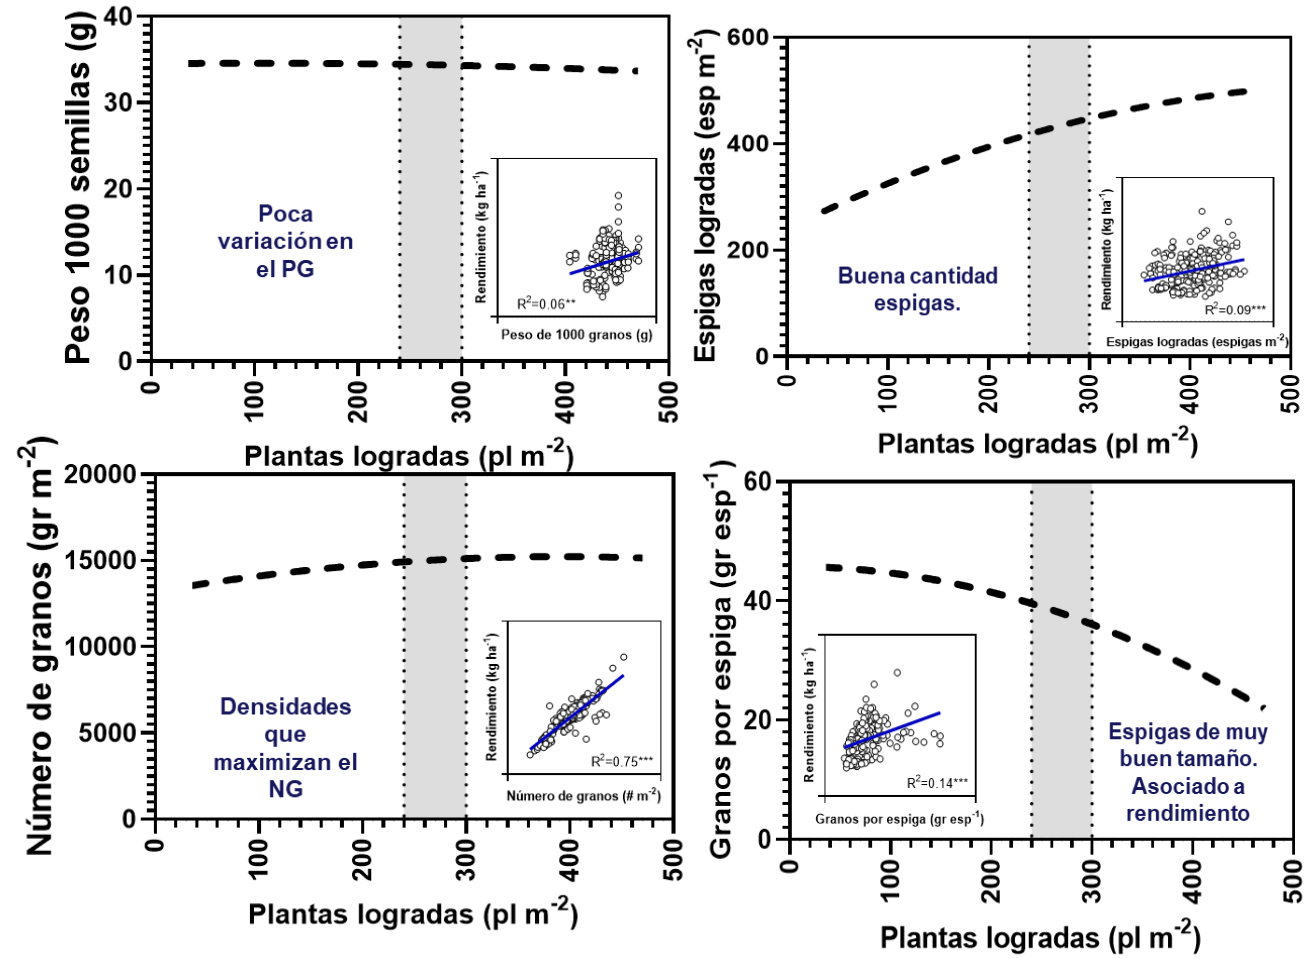 Peso 1000 semillas (g)
40
30
20
10
0
Poca
variación en
el PG
Rendimiento (kg ha⁻¹)
R²=0.06**
Peso de 1000 granos (g)
0
100
200
300
400
500
Plantas logradas (pl m⁻²)
Espigas logradas (esp m⁻²)
600
400
200
0
Buena cantidad
espigas.
Rendimiento (kg ha⁻¹)
R²=0.09***
Espigas logradas (espigas m⁻²)
0
100
200
300
400
500
Plantas logradas (pl m⁻²)
Número de granos (gr m⁻²)
20000
15000
10000
5000
0
Densidades
que
maximizan el
NG
Rendimiento (kg ha⁻¹)
R²=0.75***
Número de granos (# m⁻²)
0
100
200
300
400
500
Plantas logradas (pl m⁻²)
Granos por espiga (gr esp⁻¹)
60
40
20
0
Rendimiento (kg ha⁻¹)
R²=0.14***
Granos por espiga (gr esp⁻¹)
Espigas de muy
buen tamaño.
Asociado a
rendimiento
0
100
200
300
400
500
Plantas logradas (pl m⁻²)